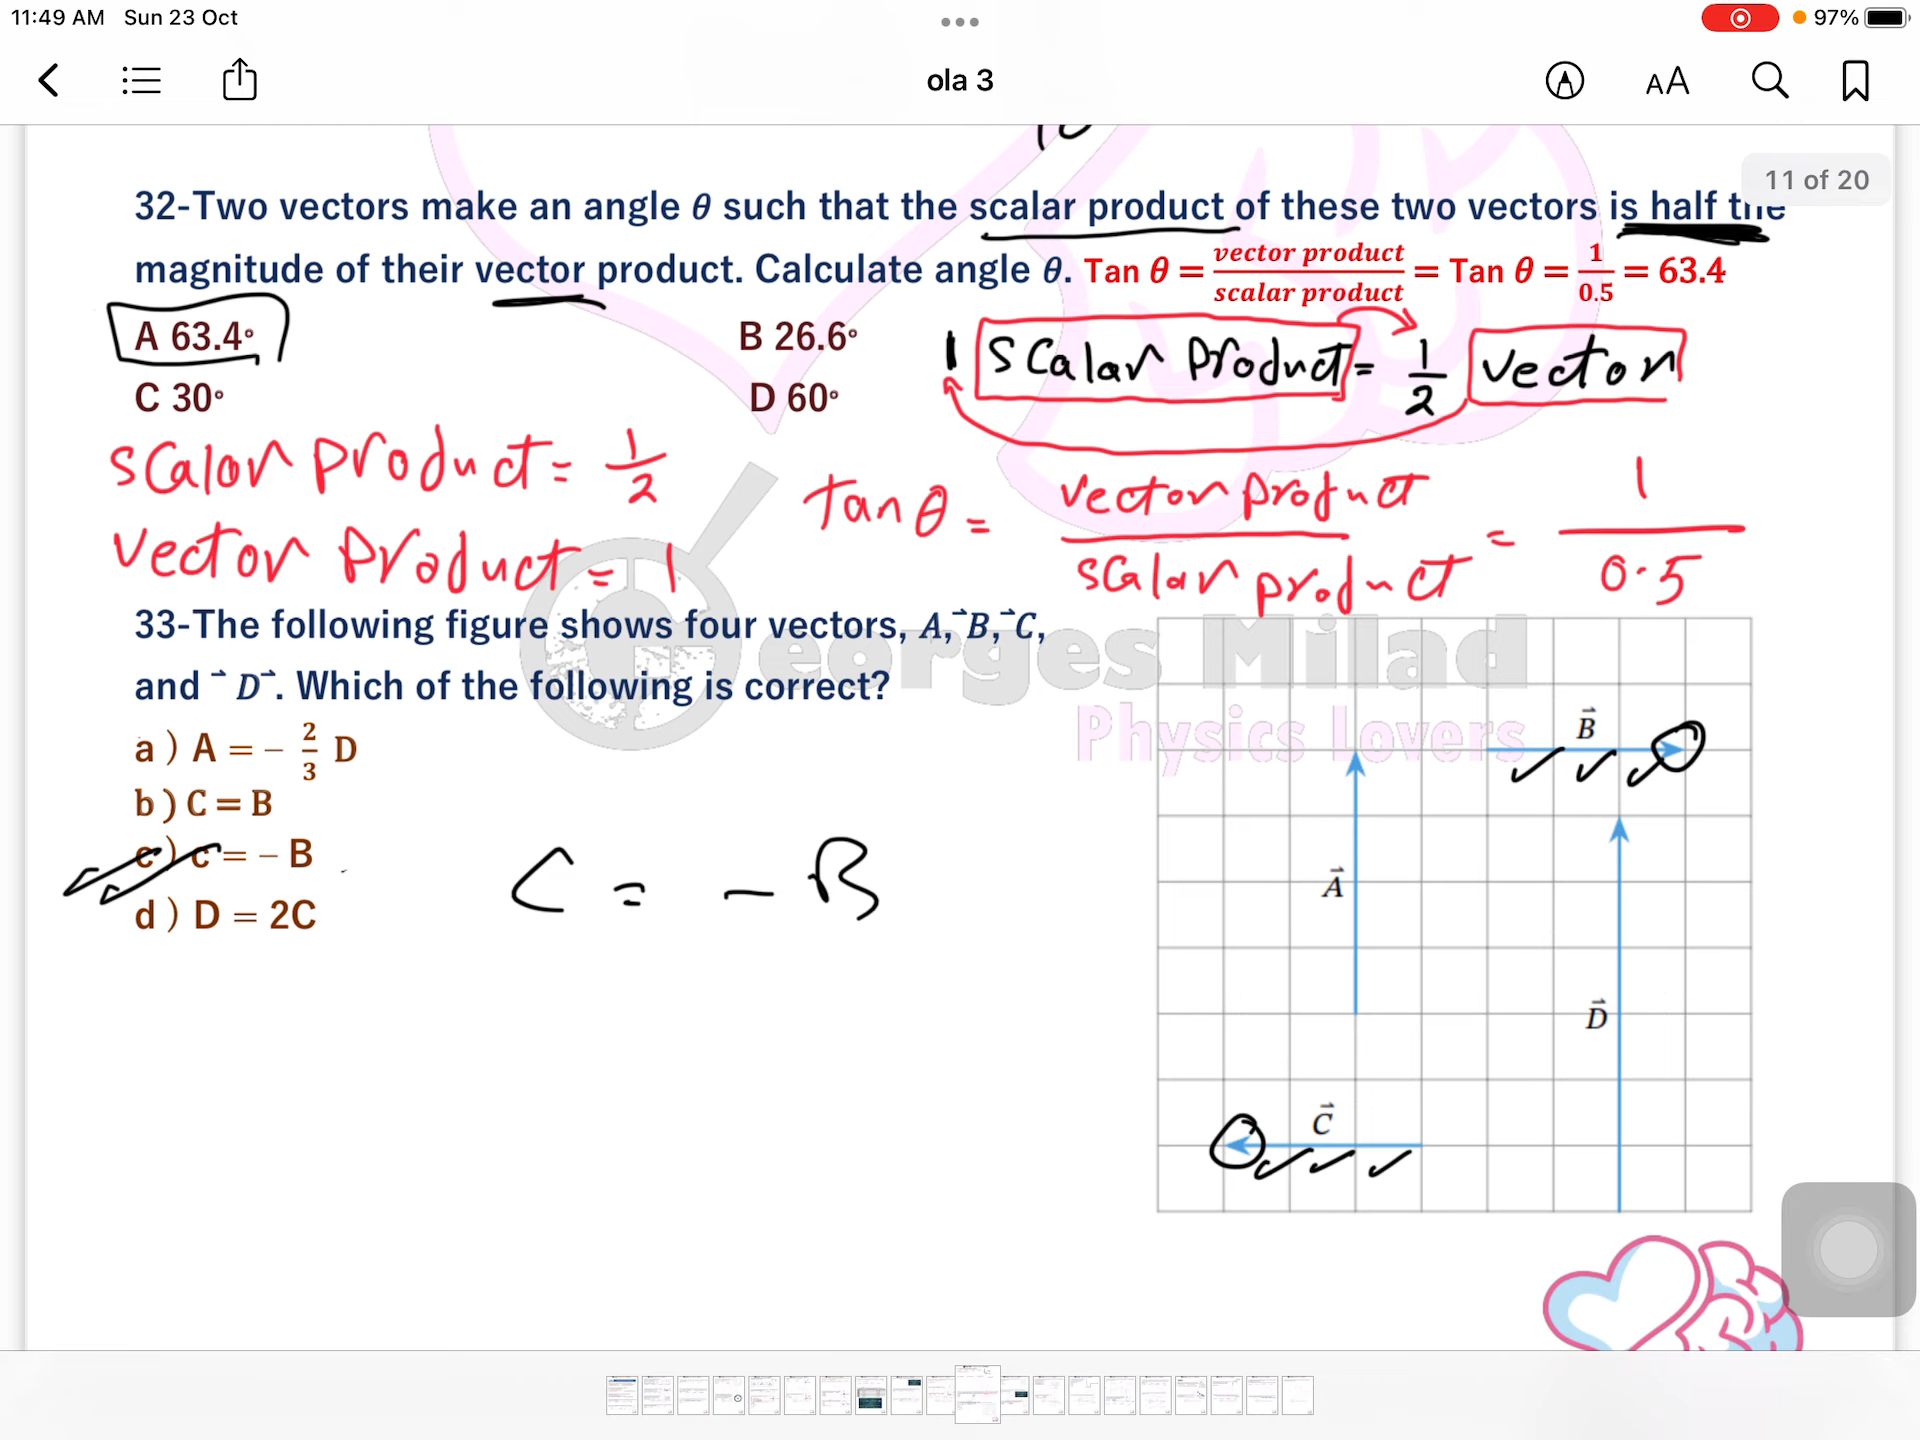 11:49 AM Sun 23 Oct
97%
ola 3
AA
11 of 20
32-Two vectors make an angle θ such that the scalar product of these two vectors is half the
magnitude of their vector product. Calculate angle θ. Tan θ = vector product / scalar product = Tan θ = 1 / 0.5 = 63.4
A 63.4° B 26.6°
1 Scalar Product = 1/2 vector
C 30° D 60°
scalar product = 1/2
vector Product = 1
tan θ = vector product / scalar product = 1 / 0.5
33-The following figure shows four vectors, A, ⃗B, ⃗C,
and ⃗ D⃗. Which of the following is correct?
a ) A = - 2/3 D
b ) C = B
c ) c = - B
d ) D = 2C
C = - B
Georges Milad
Physics Lovers
B⃗
A⃗
D⃗
C⃗